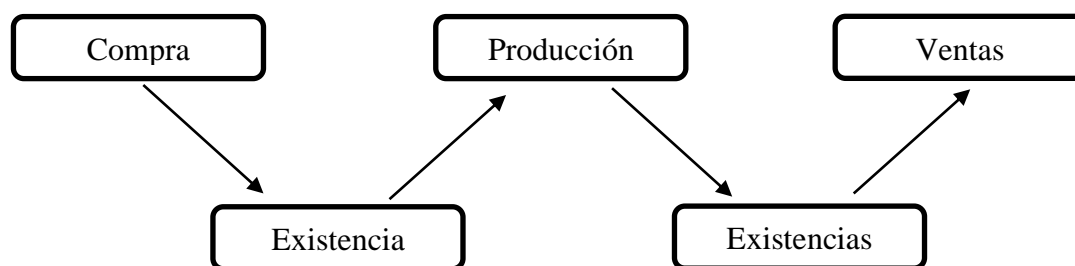 Compra
Producción
Ventas
Existencia
Existencias